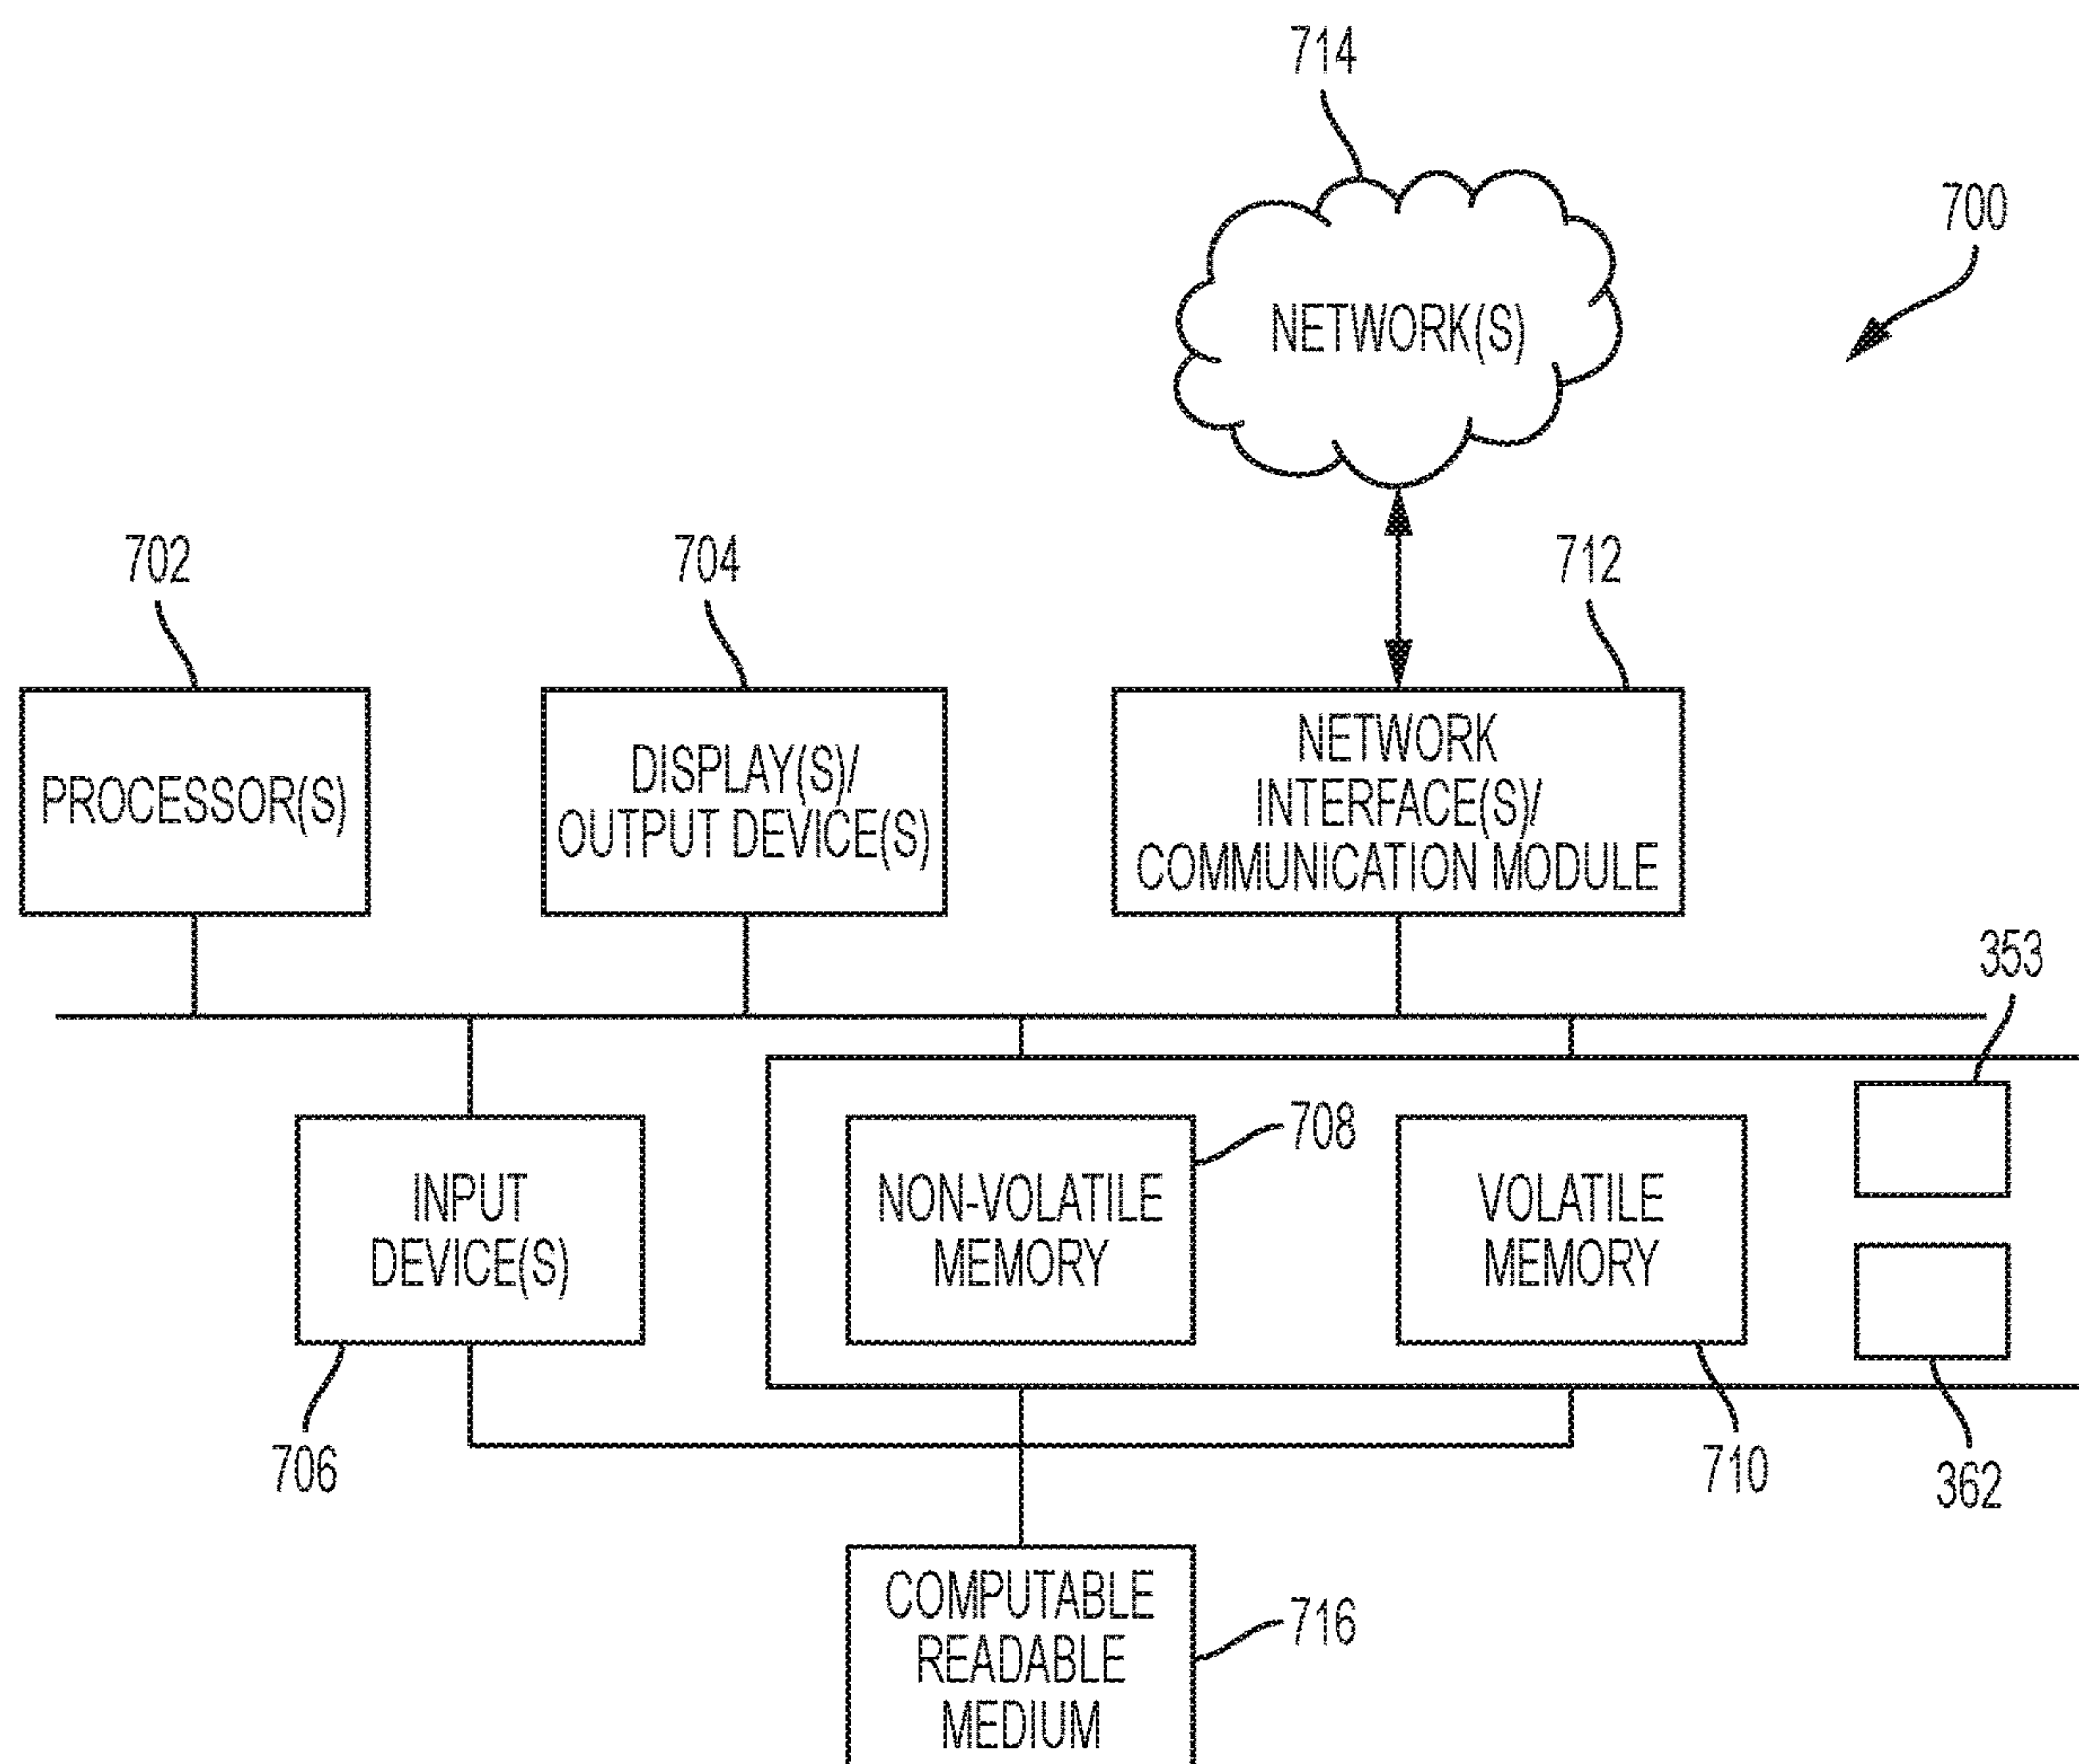 714
700
NETWORK(S)
702
704
712
PROCESSOR(S)
DISPLAY(S)/
OUTPUT DEVICE(S)
NETWORK
INTERFACE(S)/
COMMUNICATION MODULE
353
708
INPUT
DEVICE(S)
NON-VOLATILE
MEMORY
VOLATILE
MEMORY
706
710
362
COMPUTABLE
READABLE
MEDIUM
716